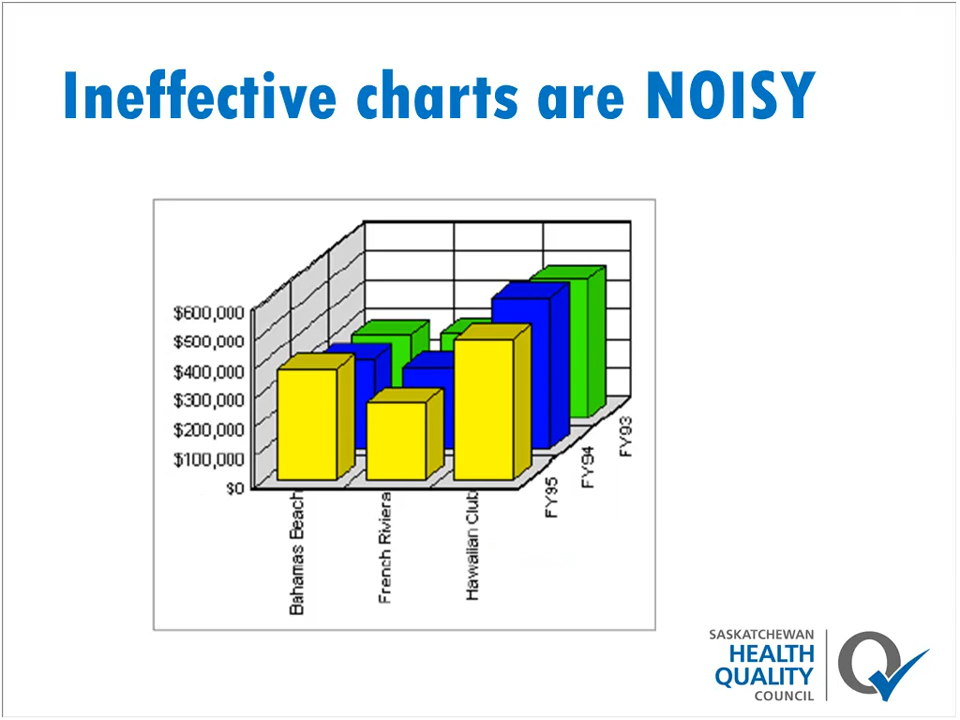 Ineffective charts are NOISY
$600,000
$500,000
$400,000
$300,000
$200,000
$100,000
$0
Bahamas Beach
French Riviera
Hawaiian Club
FY95
FY94
FY93
SASKATCHEWAN
HEALTH
QUALITY
COUNCIL